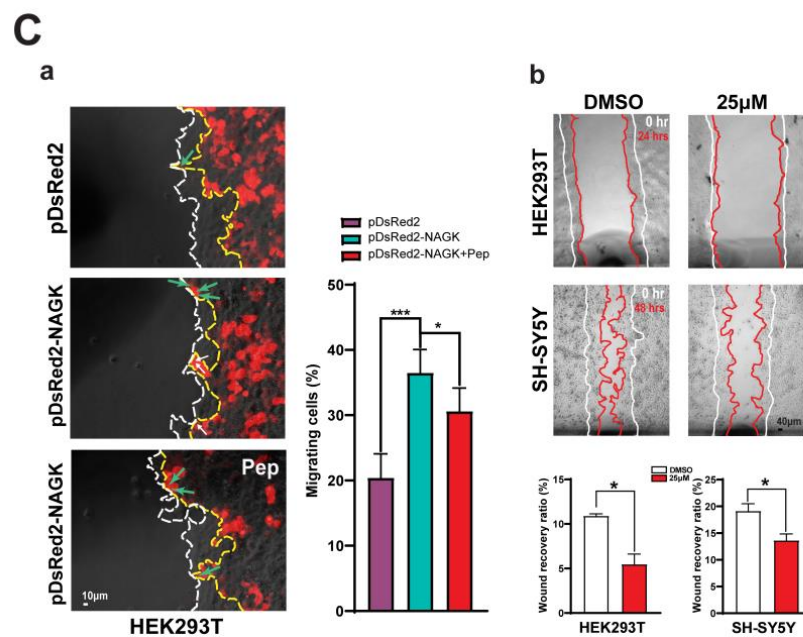 C
a
pDsRed2
pDsRed2-NAGK
pDsRed2-NAGK
Pep
10µm
HEK293T
pDsRed2
pDsRed2-NAGK
pDsRed2-NAGK+Pep
Migrating cells (%)
50
40
30
20
10
0
***
*
b
DMSO
25µM
HEK293T
0 hr
24 hrs
SH-SY5Y
0 hr
48 hrs
40µm
DMSO
25µM
Wound recovery ratio (%)
15
10
5
0
*
HEK293T
Wound recovery ratio (%)
25
20
15
10
5
0
*
SH-SY5Y